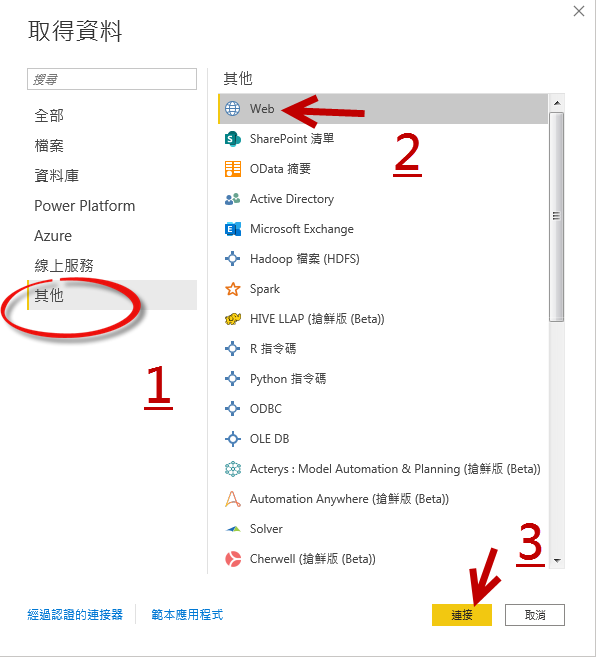 取得資料
搜尋
全部
檔案
資料庫
Power Platform
Azure
線上服務
其他
1
其他
Web
2
SharePoint 清單
OData 摘要
Active Directory
Microsoft Exchange
Hadoop 檔案 (HDFS)
Spark
HIVE LLAP (搶鮮版 (Beta))
R 指令碼
Python 指令碼
ODBC
OLE DB
Acterys : Model Automation & Planning (搶鮮版 (Beta))
Automation Anywhere (搶鮮版 (Beta))
Solver
Cherwell (搶鮮版 (Beta))
3
經過認證的連接器
範本應用程式
連接
取消